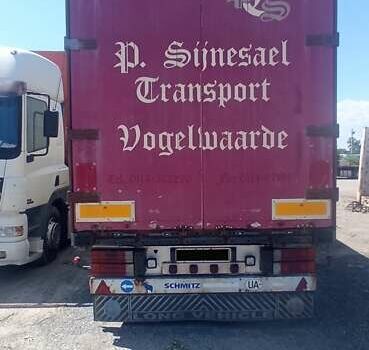 P. Sijnesael
Transport
Vogelwaarde
SCHMITZ
UA
LONG VEHICLE